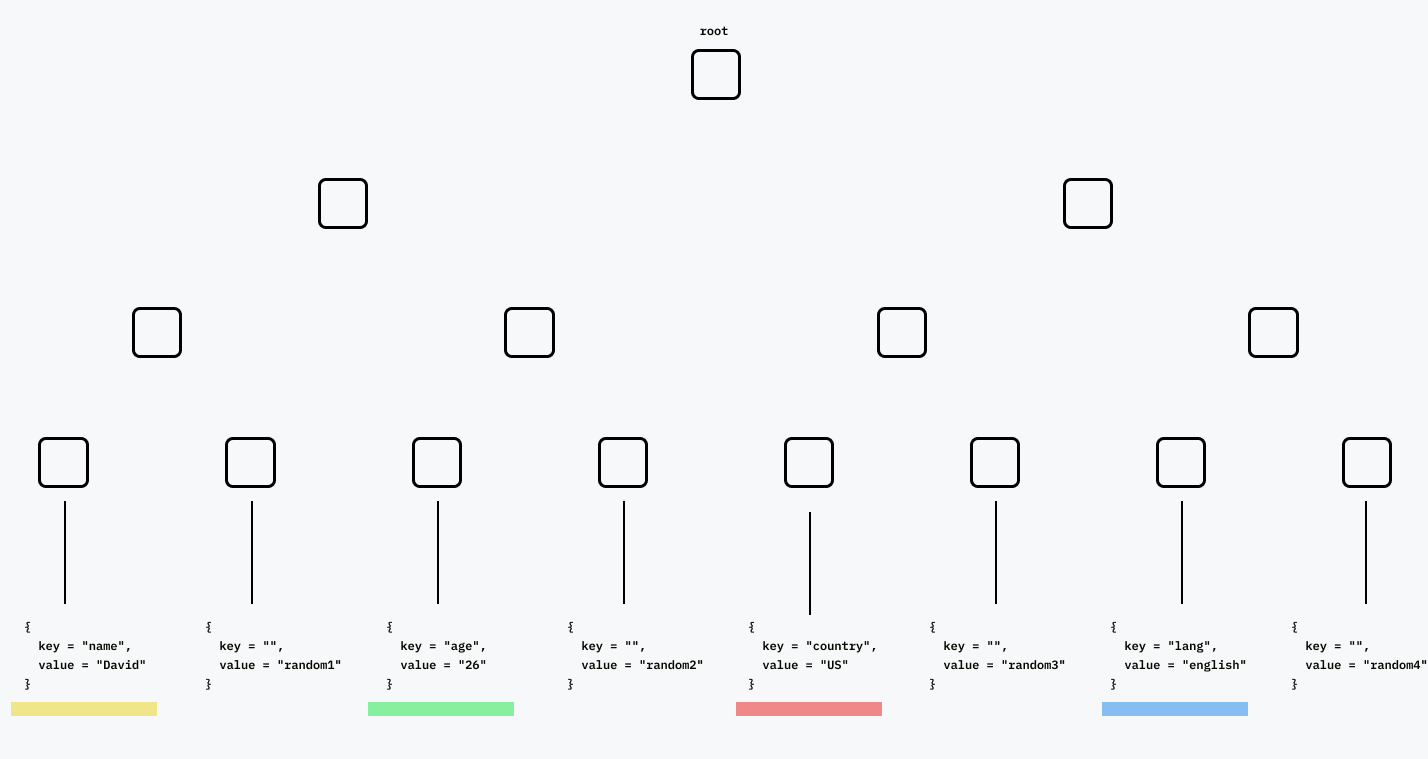 root
{
  key = "name",
  value = "David"
}
{
  key = "",
  value = "random1"
}
{
  key = "age",
  value = "26"
}
{
  key = "",
  value = "random2"
}
{
  key = "country",
  value = "US"
}
{
  key = "",
  value = "random3"
}
{
  key = "lang",
  value = "english"
}
{
  key = "",
  value = "random4"
}